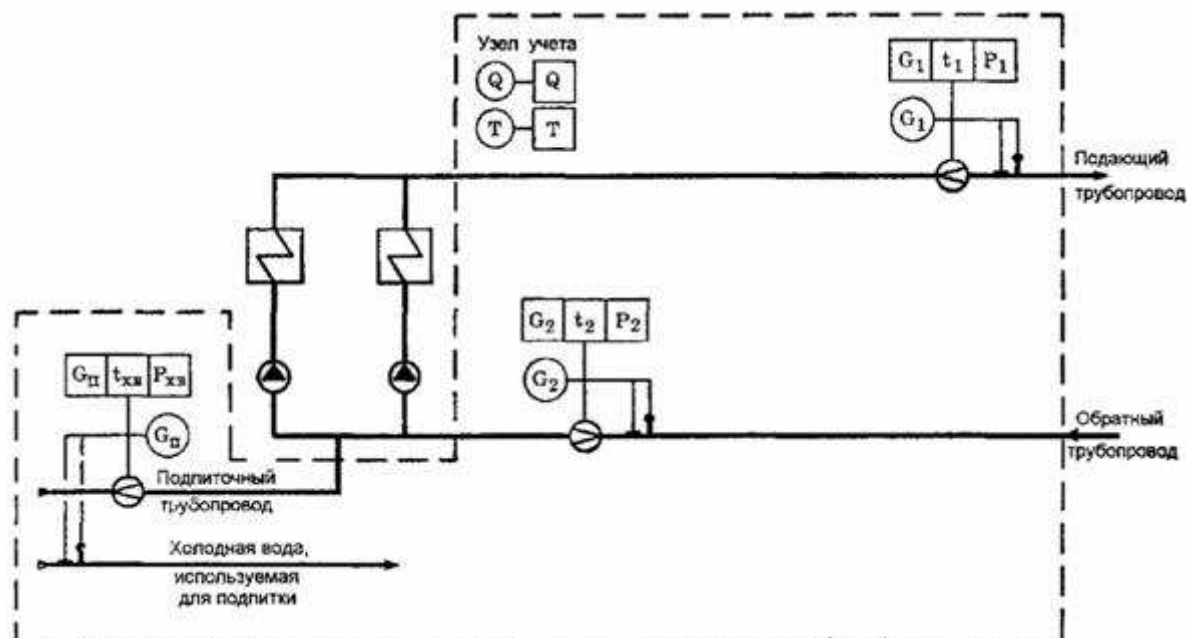 Узел учета
Q Q
T T
G₁ t₁ P₁
G₁
Подающий
трубопровод
G₂ t₂ P₂
G₂
Обратный
трубопровод
Gп tхв Pхв
Gп
Подпиточный
трубопровод
Холодная вода,
используемая
для подпитки